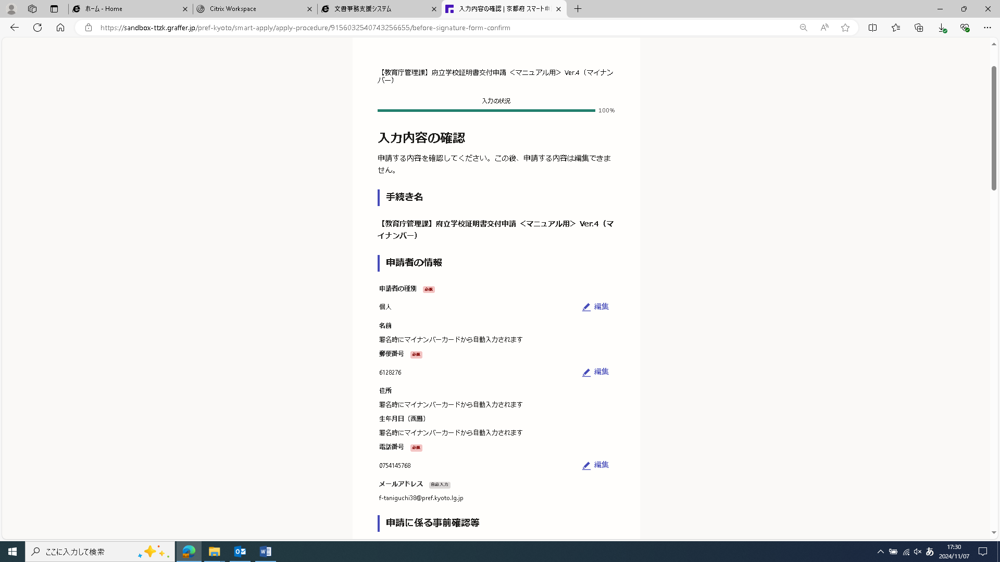 ホーム - Home
Citrix Workspace
文書事務支援システム
入力内容の確認 | 京都府 スマート申
https://sandbox-ttzk.graffer.jp/pref-kyoto/smart-apply/apply-procedure/9156032540743256655/before-signature-form-confirm
【教育庁管理課】府立学校証明書交付申請 ＜マニュアル用＞ Ver.4（マイナン
バー）
入力の状況
100%
入力内容の確認
申請する内容を確認してください。この後、申請する内容は編集できま
せん。
手続き名
【教育庁管理課】府立学校証明書交付申請 ＜マニュアル用＞ Ver.4（マ
イナンバー）
申請者の情報
申請者の種別 必須
個人 編集
名前
署名時にマイナンバーカードから自動入力されます
郵便番号 必須
6128276 編集
住所
署名時にマイナンバーカードから自動入力されます
生年月日（西暦）
署名時にマイナンバーカードから自動入力されます
電話番号 必須
0754145768 編集
メールアドレス 自動入力
f-taniguchi38@pref.kyoto.lg.jp
申請に係る事前確認等
ここに入力して検索
あ
17:30
2024/11/07